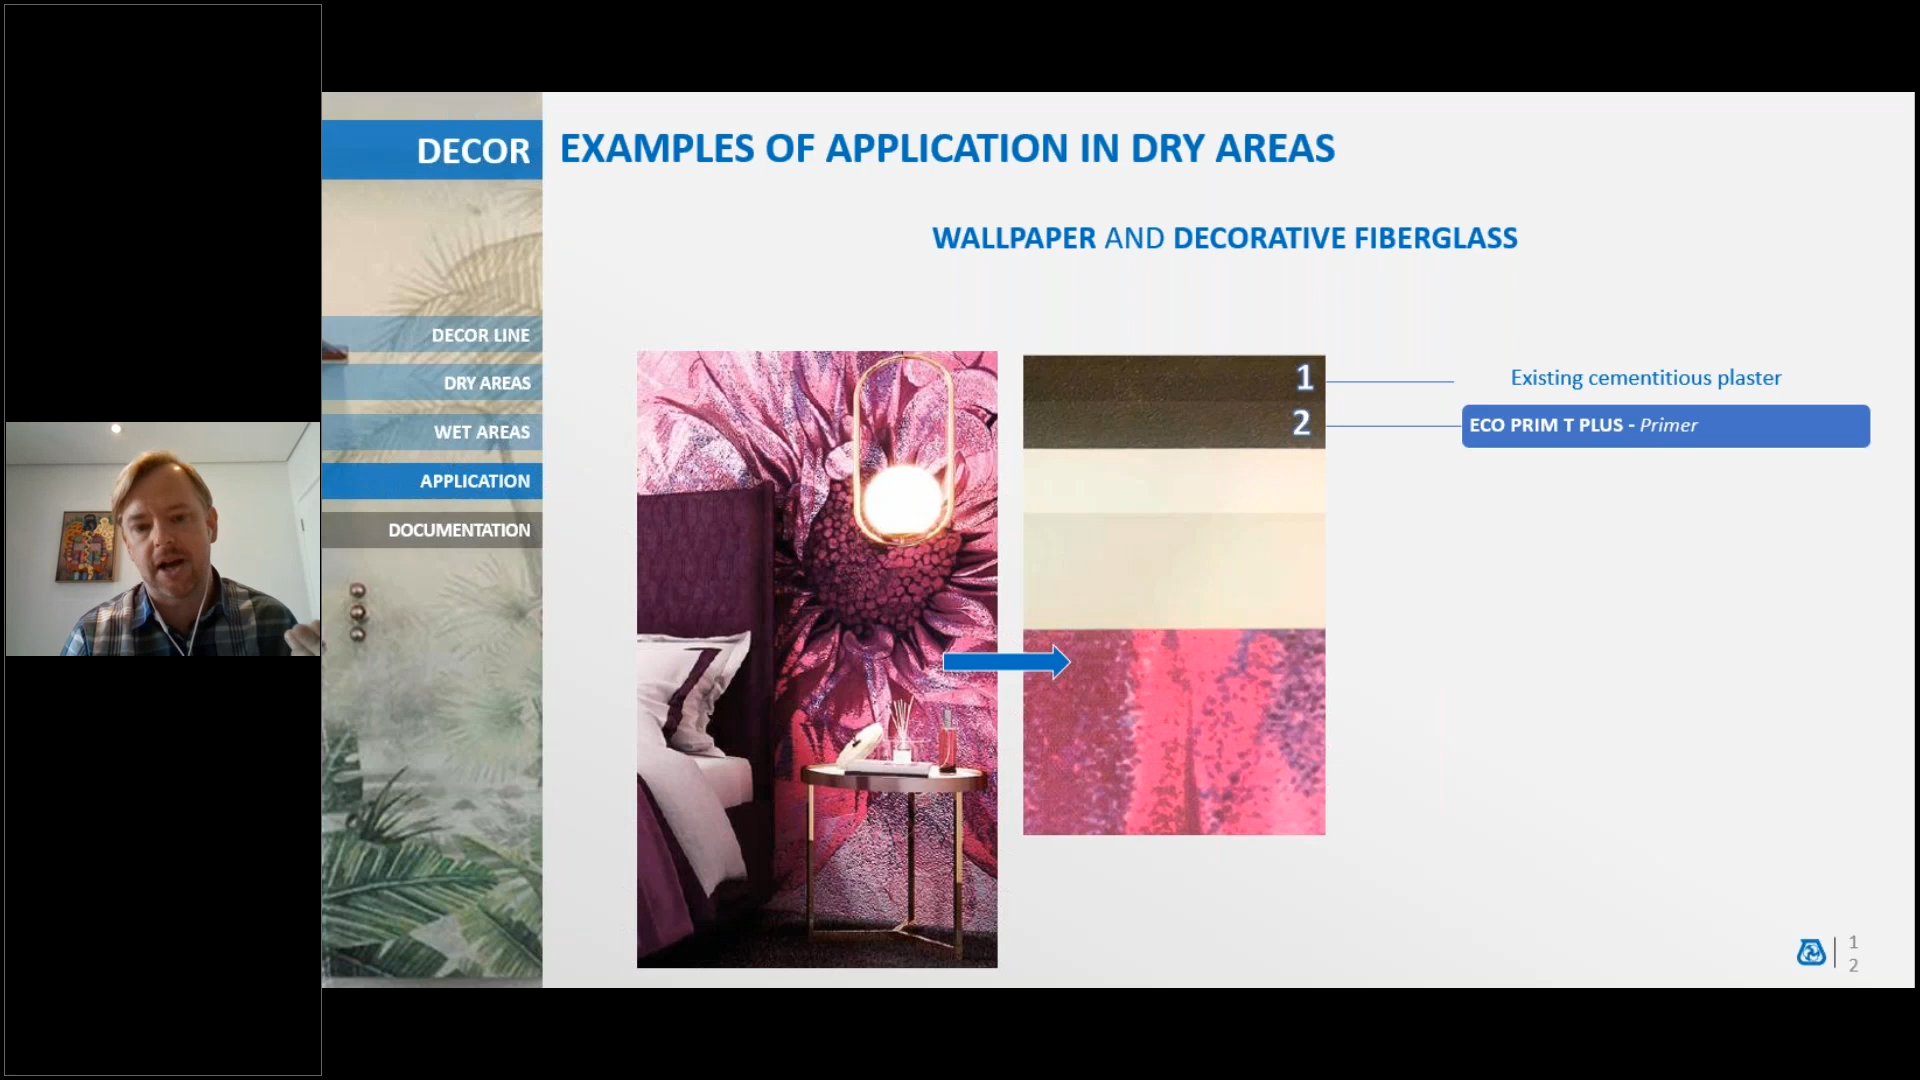 DECOR
EXAMPLES OF APPLICATION IN DRY AREAS
WALLPAPER AND DECORATIVE FIBERGLASS
DECOR LINE
DRY AREAS
WET AREAS
APPLICATION
DOCUMENTATION
1
Existing cementitious plaster
2
ECO PRIM T PLUS - Primer
1
2